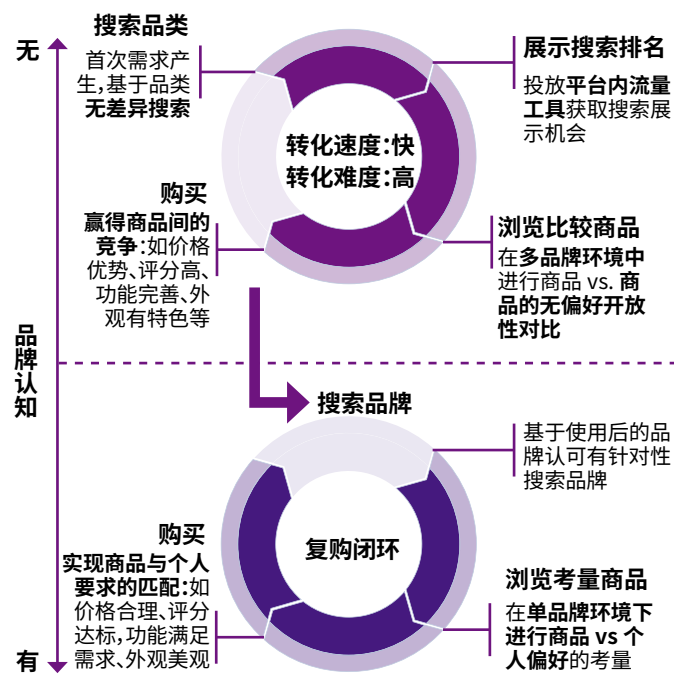 无
搜索品类
首次需求产
生,基于品类
无差异搜索
展示搜索排名
投放平台内流量
工具获取搜索展
示机会
转化速度:快
转化难度:高
购买
赢得商品间的
竞争:如价格
优势、评分高、
功能完善、外
观有特色等
浏览比较商品
在多品牌环境中
进行商品 vs. 商
品的无偏好开放
性对比
品牌认知
搜索品牌
基于使用后的品
牌认可有针对性
搜索品牌
复购闭环
购买
实现商品与个人
要求的匹配:如
价格合理、评分
达标,功能满足
需求、外观美观
浏览考量商品
在单品牌环境下
进行商品 vs 个
人偏好的考量
有